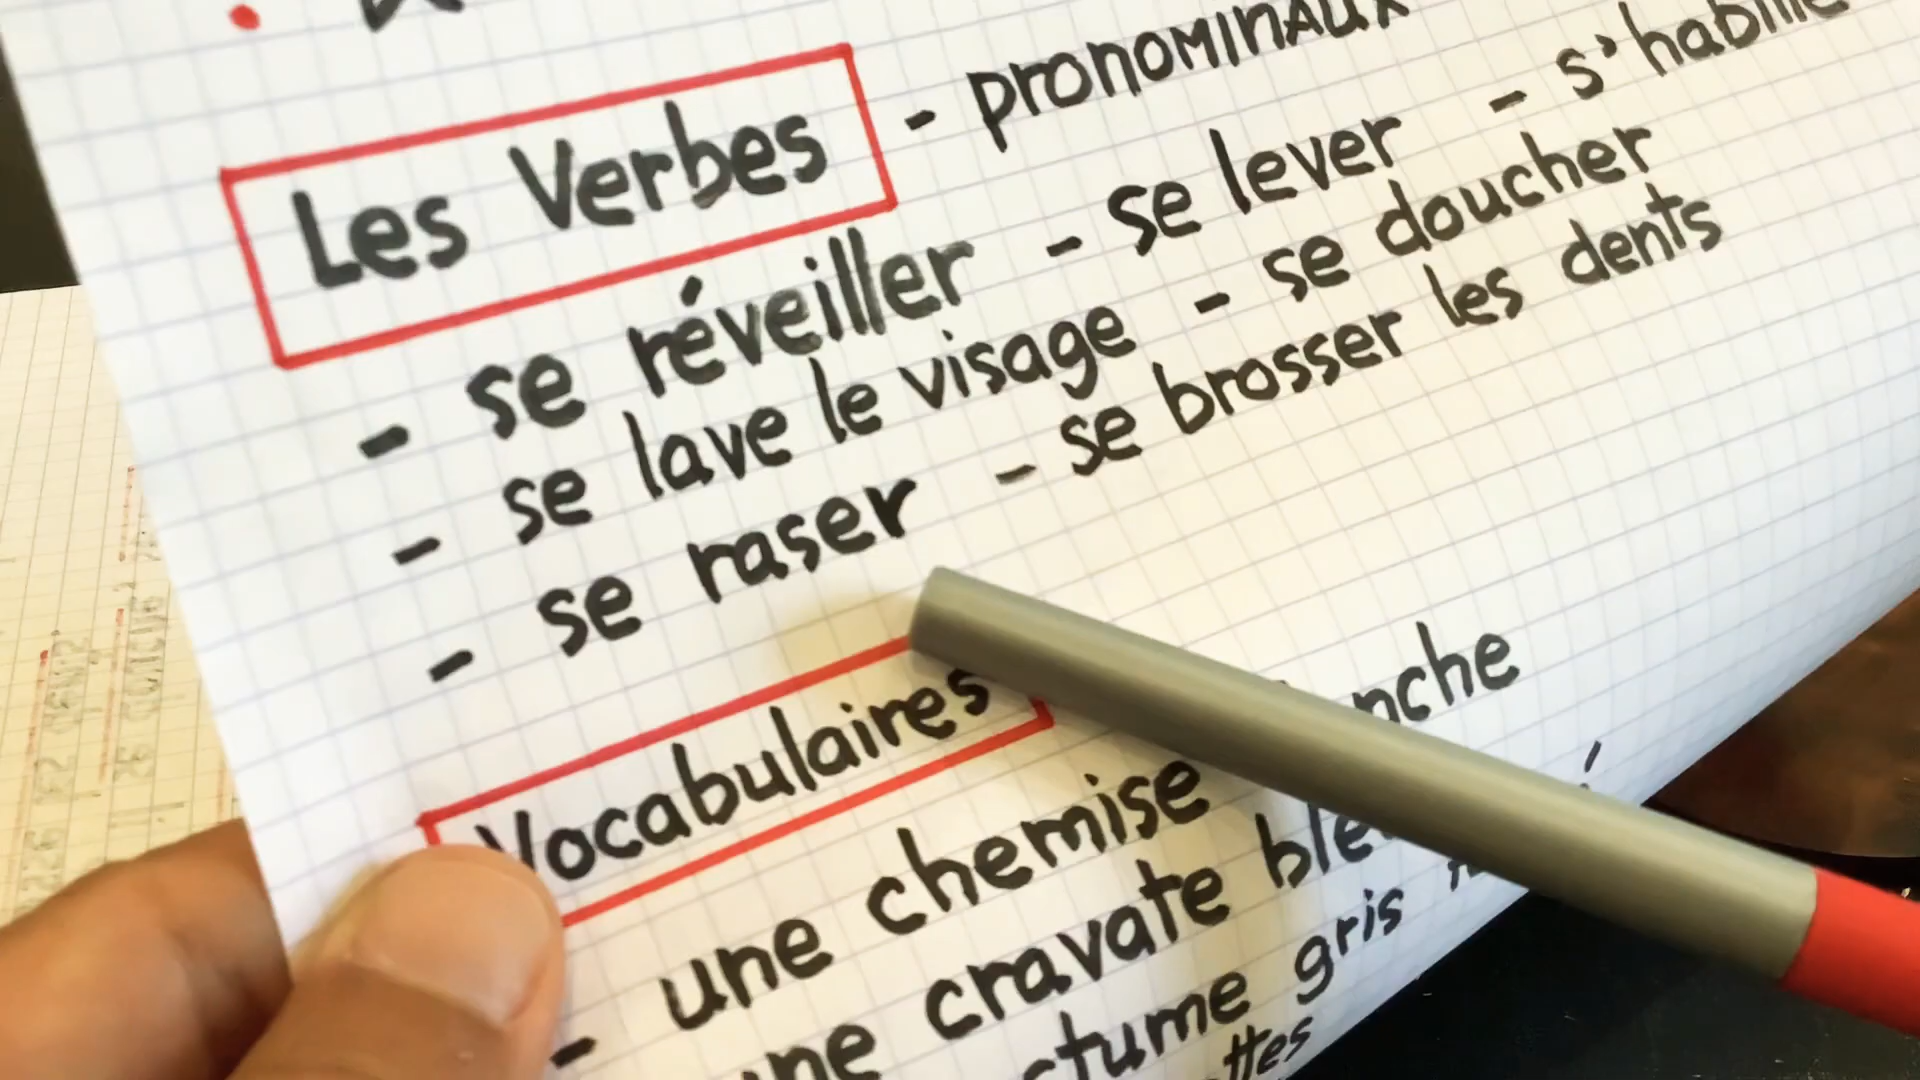 Les Verbes - pronominaux
- se réveiller - se lever - s'habille
- se lave le visage - se doucher
- se raser - se brosser les dents
Vocabulaires
- une chemise
cravate
gris